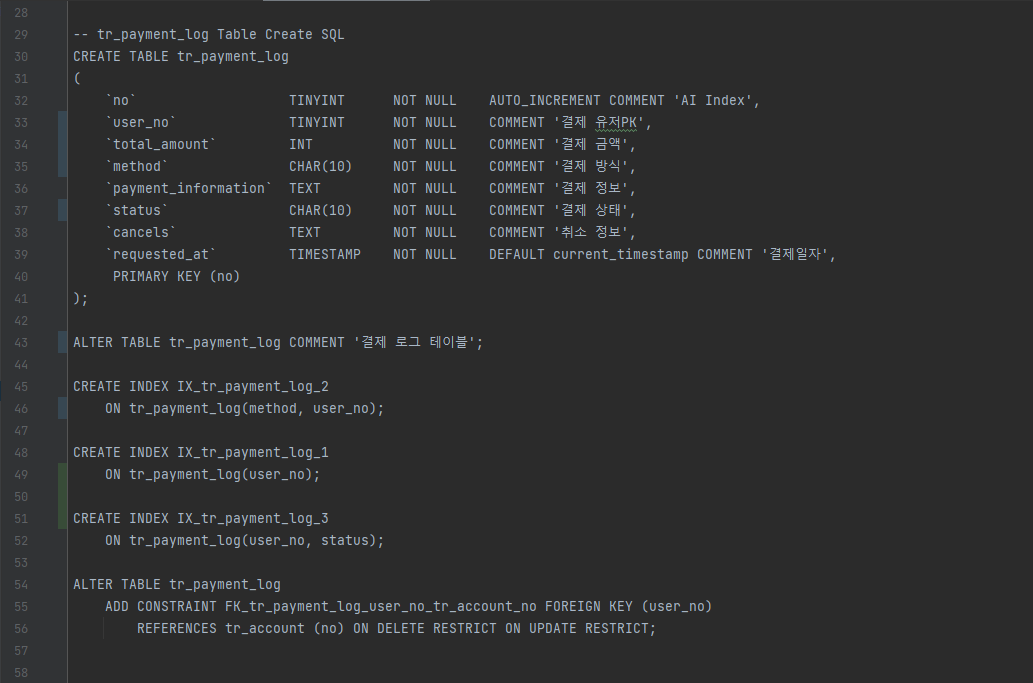 28
29 -- tr_payment_log Table Create SQL
30 CREATE TABLE tr_payment_log
31 (
32 `no` TINYINT NOT NULL AUTO_INCREMENT COMMENT 'AI Index',
33 `user_no` TINYINT NOT NULL COMMENT '결제 유저PK',
34 `total_amount` INT NOT NULL COMMENT '결제 금액',
35 `method` CHAR(10) NOT NULL COMMENT '결제 방식',
36 `payment_information` TEXT NOT NULL COMMENT '결제 정보',
37 `status` CHAR(10) NOT NULL COMMENT '결제 상태',
38 `cancels` TEXT NOT NULL COMMENT '취소 정보',
39 `requested_at` TIMESTAMP NOT NULL DEFAULT current_timestamp COMMENT '결제일자',
40 PRIMARY KEY (no)
41 );
42
43 ALTER TABLE tr_payment_log COMMENT '결제 로그 테이블';
44
45 CREATE INDEX IX_tr_payment_log_2
46 ON tr_payment_log(method, user_no);
47
48 CREATE INDEX IX_tr_payment_log_1
49 ON tr_payment_log(user_no);
50
51 CREATE INDEX IX_tr_payment_log_3
52 ON tr_payment_log(user_no, status);
53
54 ALTER TABLE tr_payment_log
55 ADD CONSTRAINT FK_tr_payment_log_user_no_tr_account_no FOREIGN KEY (user_no)
56 REFERENCES tr_account (no) ON DELETE RESTRICT ON UPDATE RESTRICT;
57
58